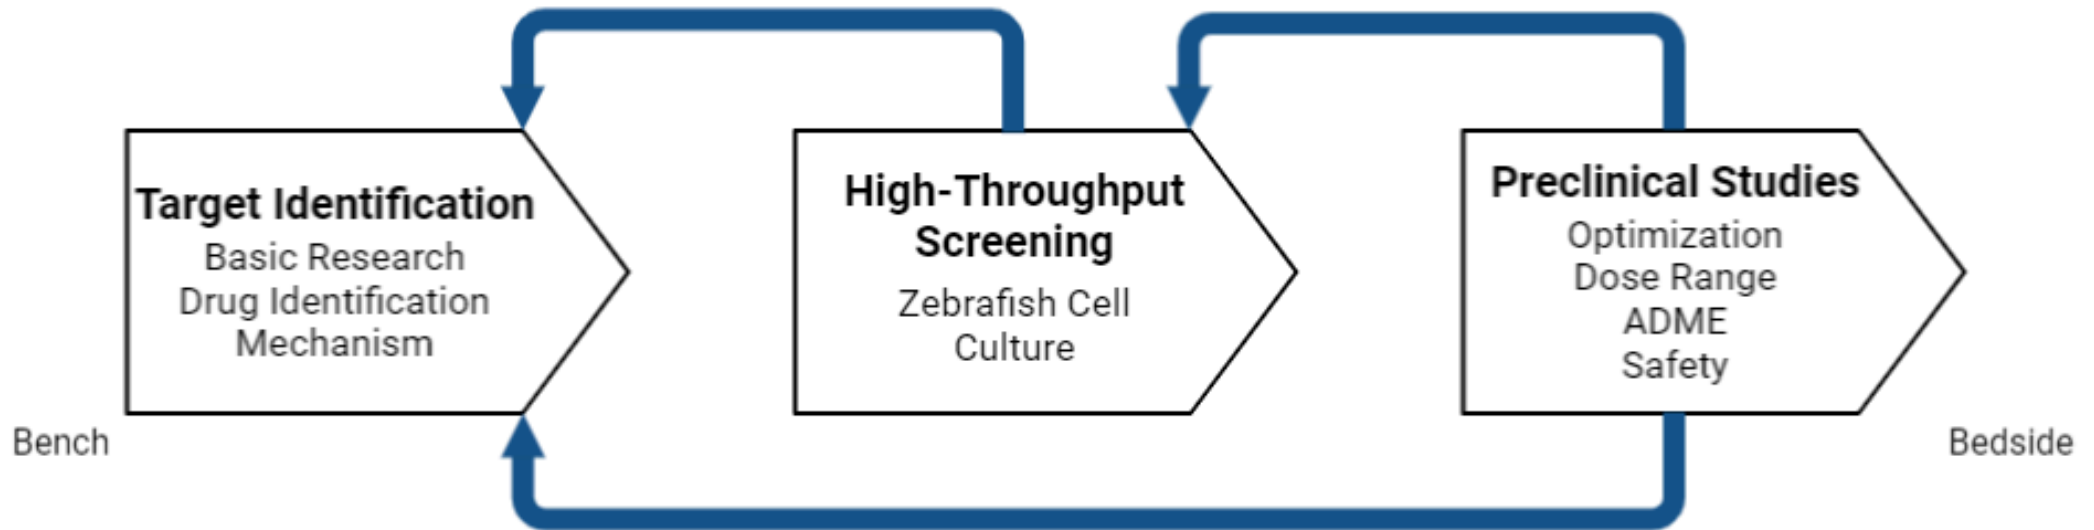 Target Identification
Basic Research
Drug Identification
Mechanism
High-Throughput
Screening
Zebrafish Cell
Culture
Preclinical Studies
Optimization
Dose Range
ADME
Safety
Bench
Bedside